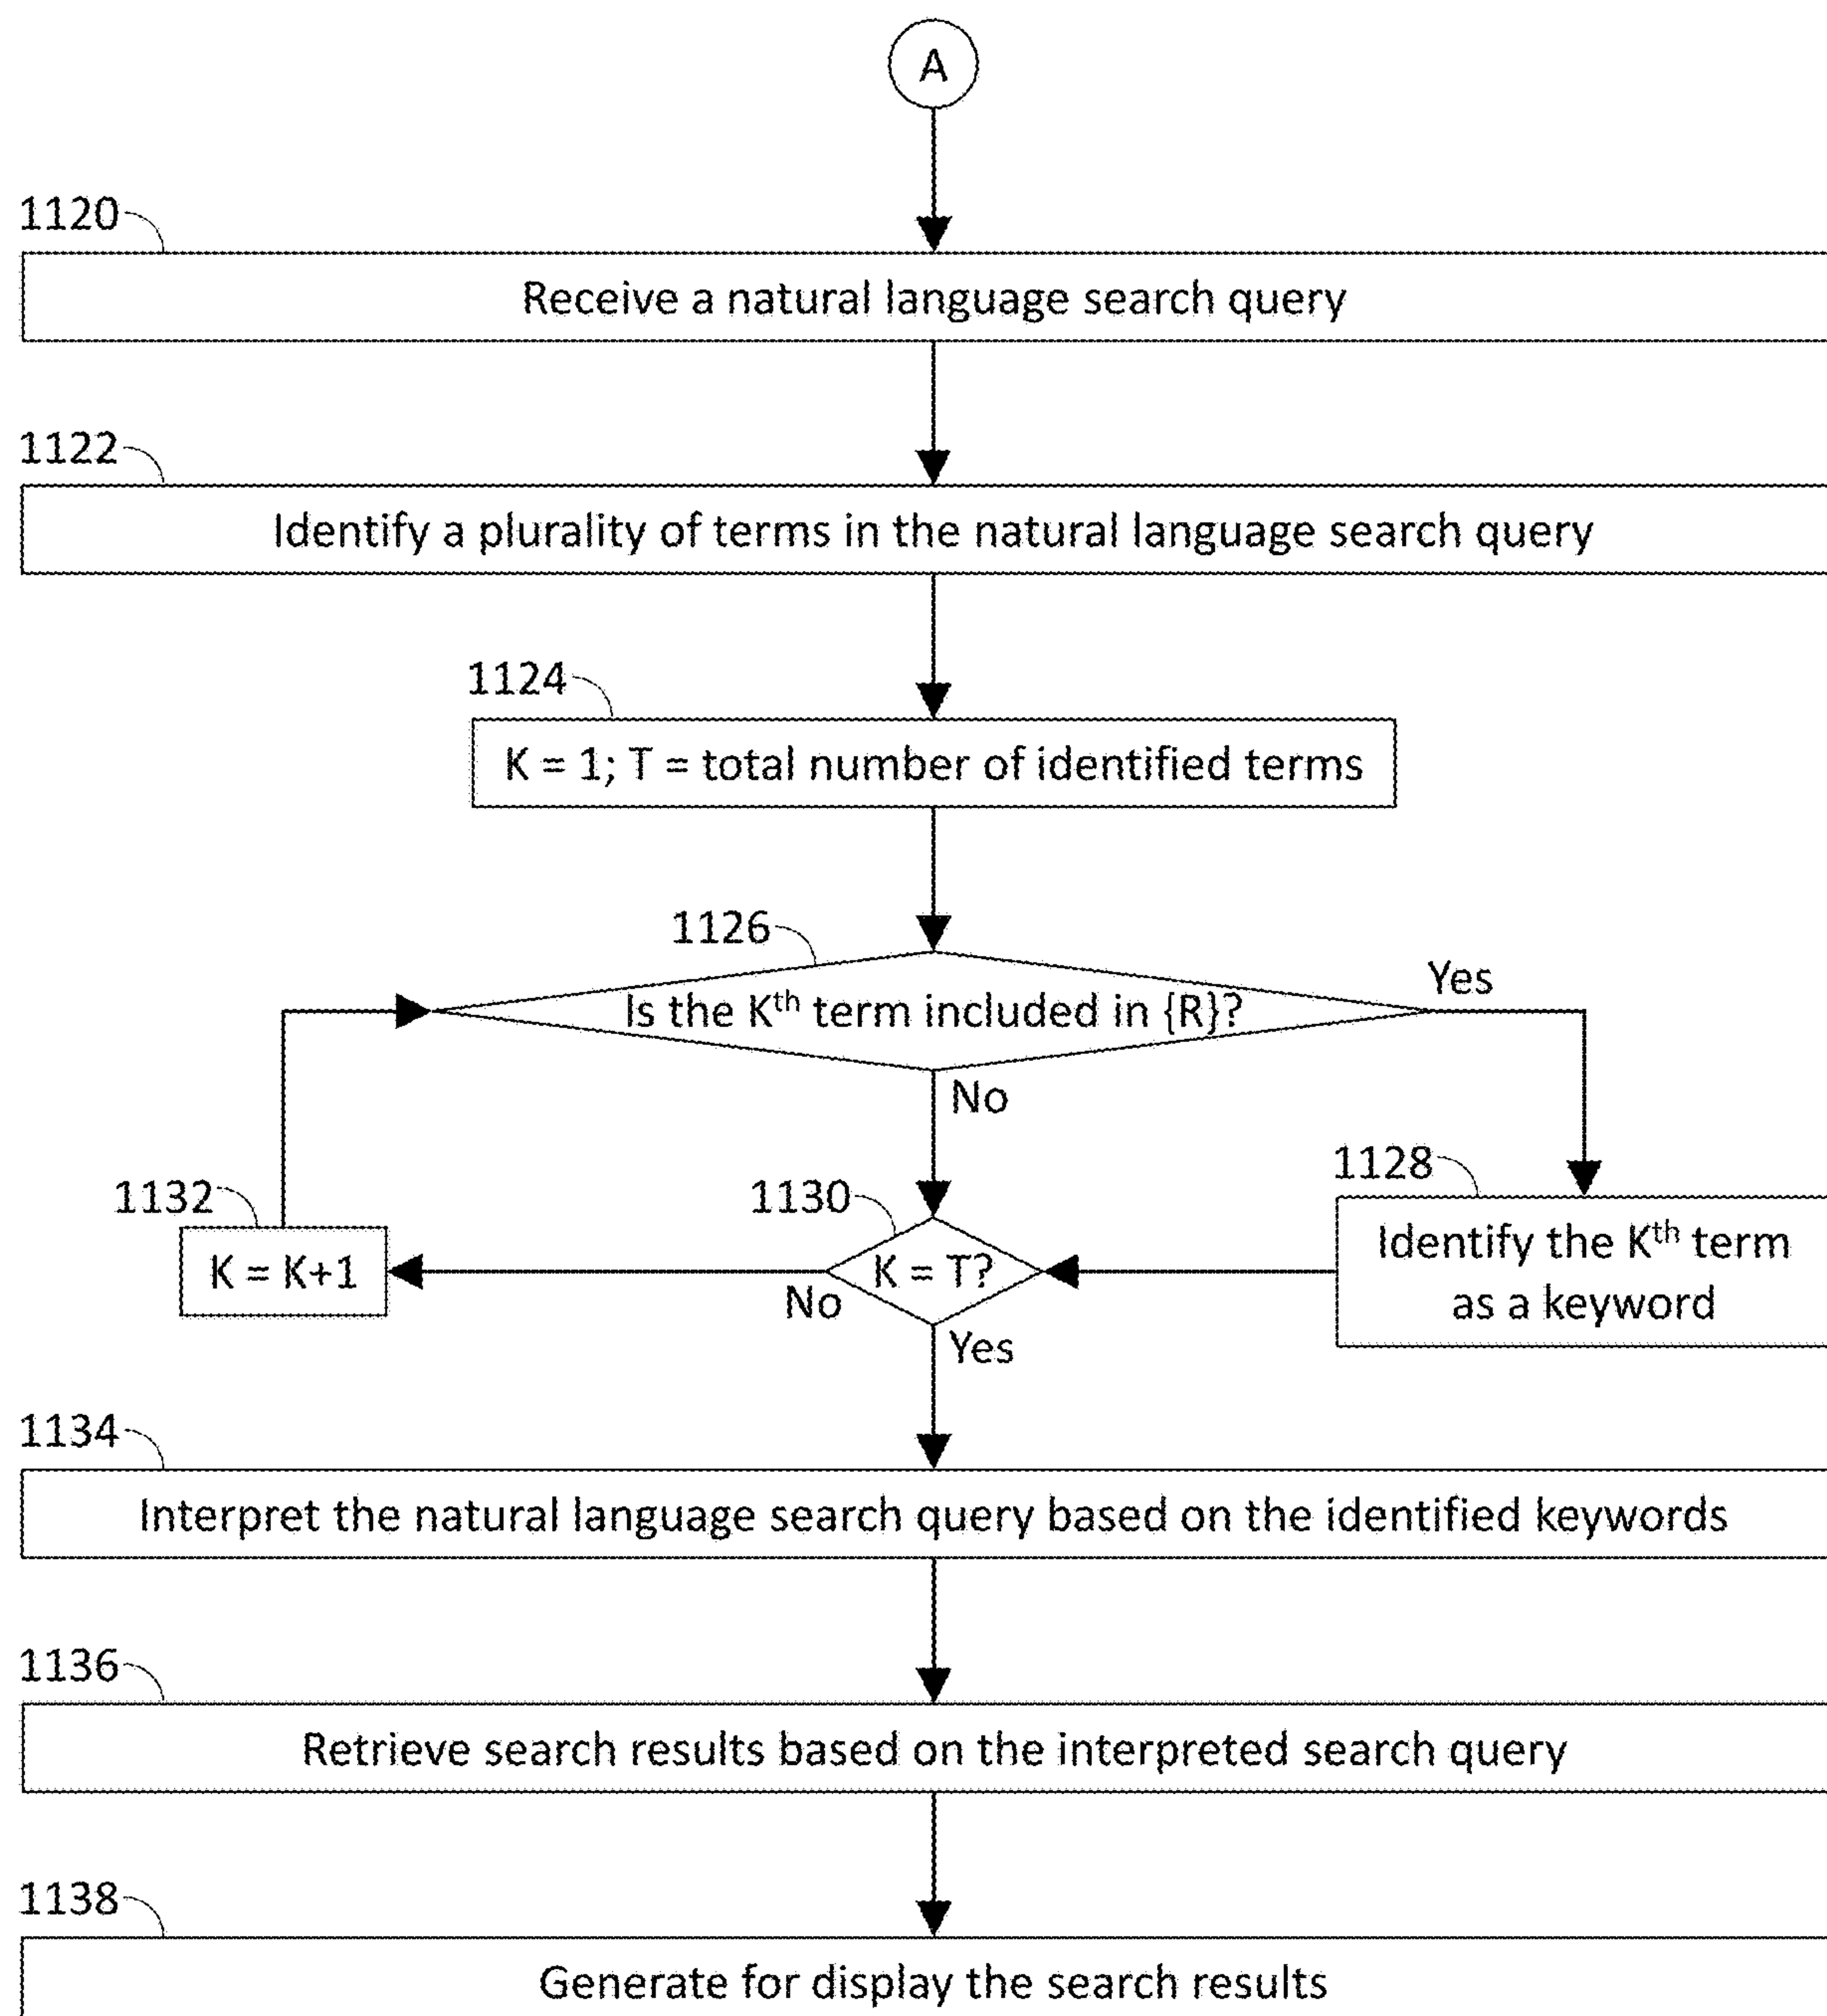 A
1120
Receive a natural language search query
1122
Identify a plurality of terms in the natural language search query
1124
K = 1; T = total number of identified terms
1126
Is the Kth term included in {R}?
Yes
No
1128
Identify the Kth term
as a keyword
1130
K = T?
No
Yes
1132
K = K+1
1134
Interpret the natural language search query based on the identified keywords
1136
Retrieve search results based on the interpreted search query
1138
Generate for display the search results